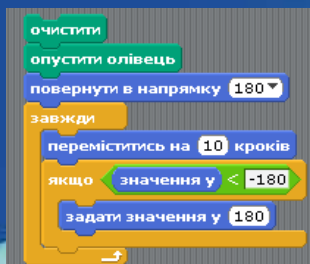 очистити
опустити олівець
повернути в напрямку 180
завжди
переміститись на 10 кроків
якщо значення y < -180
задати значення y 180